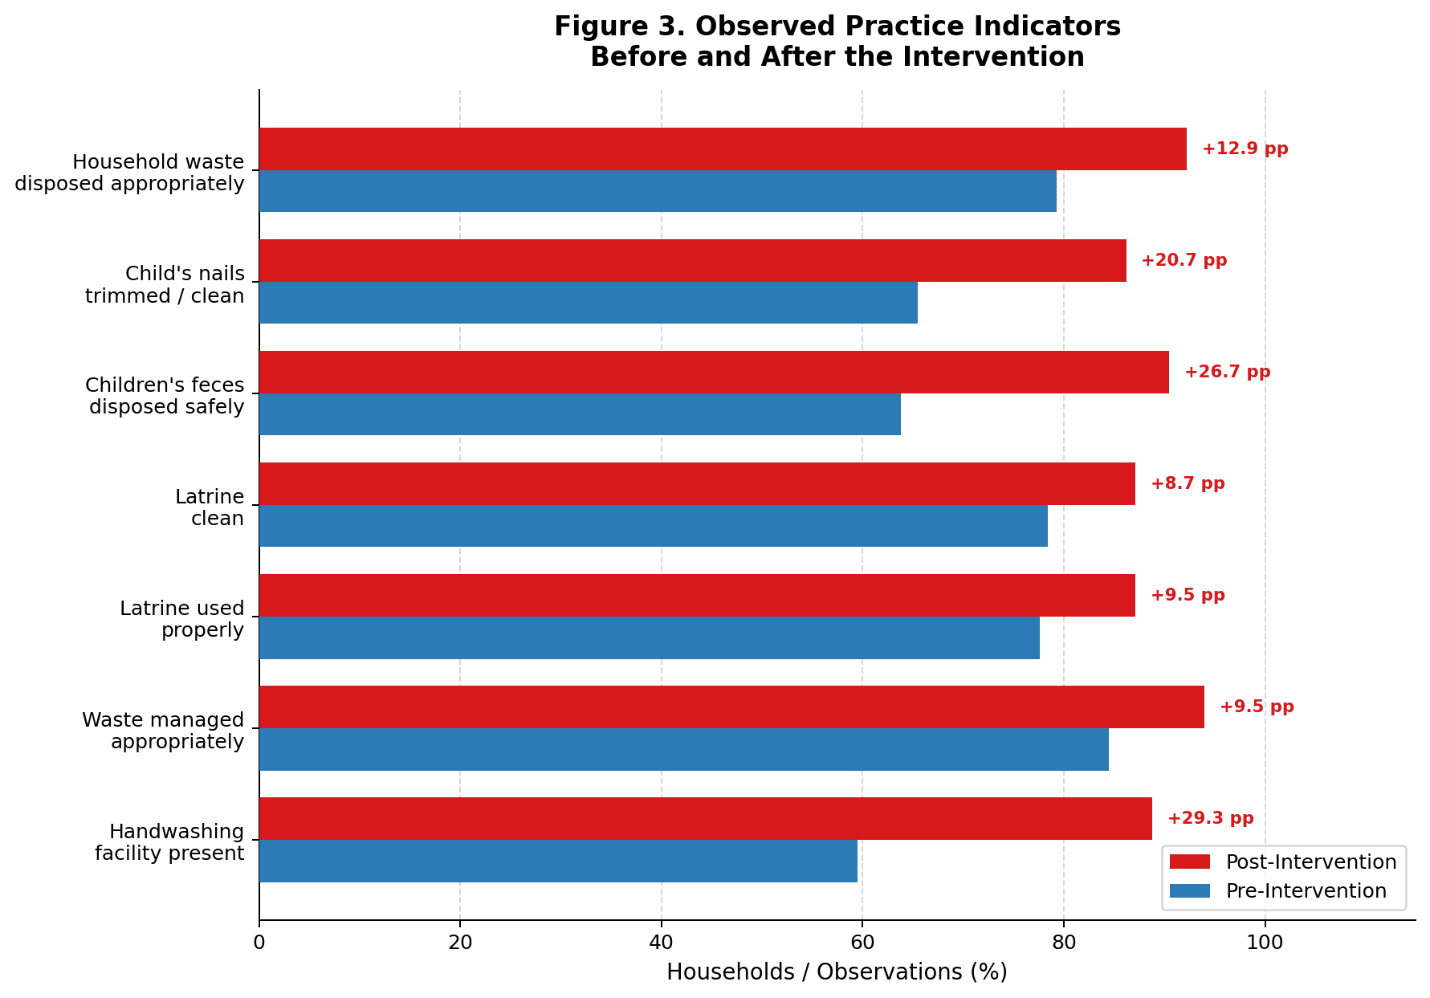 Figure 3. Observed Practice Indicators
Before and After the Intervention
Household waste
disposed appropriately
+12.9 pp
Child's nails
trimmed / clean
+20.7 pp
Children's feces
disposed safely
+26.7 pp
Latrine
clean
+8.7 pp
Latrine used
properly
+9.5 pp
Waste managed
appropriately
+9.5 pp
Handwashing
facility present
+29.3 pp
Post-Intervention
Pre-Intervention
0 20 40 60 80 100
Households / Observations (%)